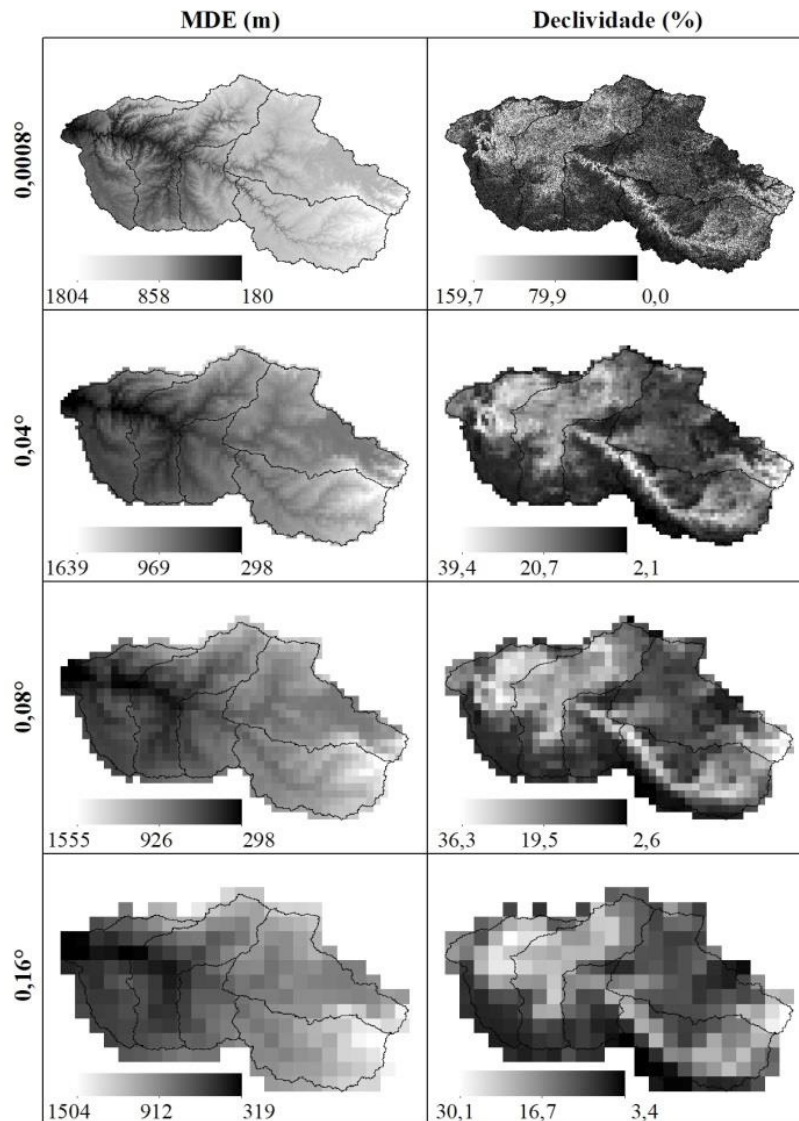 MDE (m) Declividade (%)
0,0008°
1804 858 180 159,7 79,9 0,0
0,04°
1639 969 298 39,4 20,7 2,1
0,08°
1555 926 298 36,3 19,5 2,6
0,16°
1504 912 319 30,1 16,7 3,4